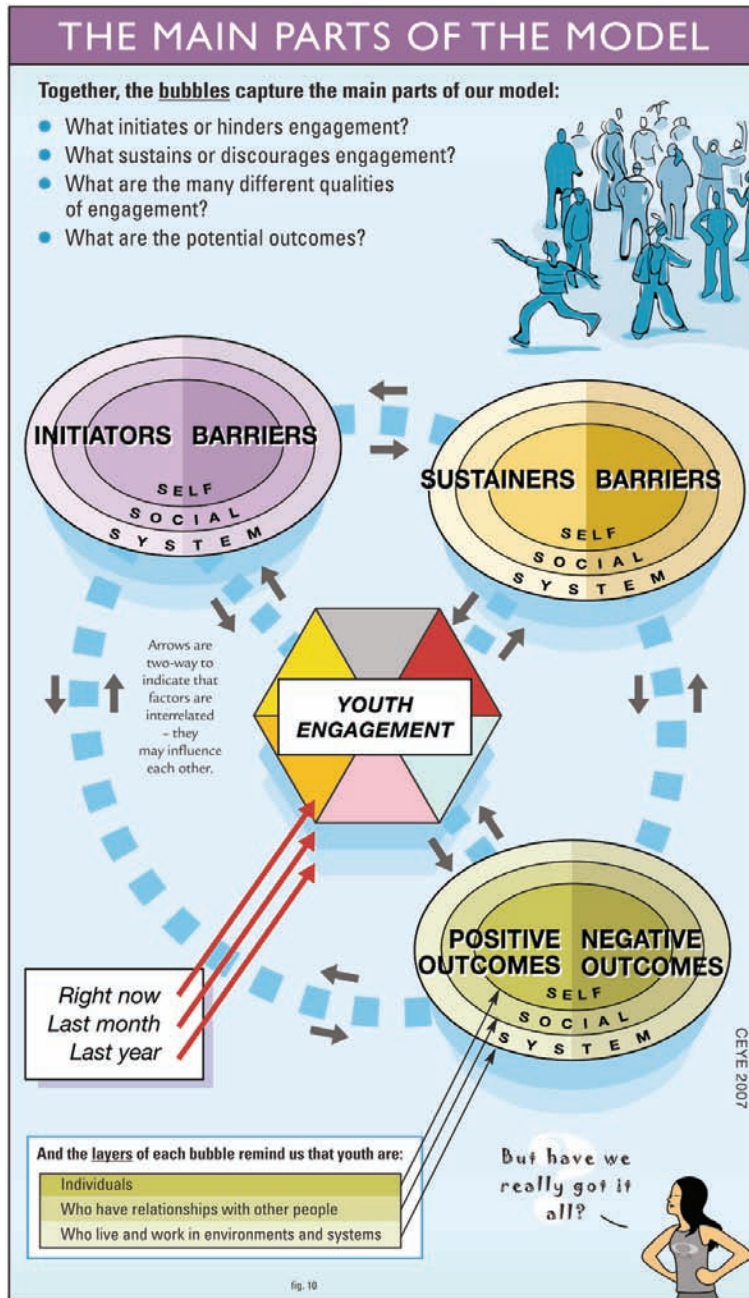 THE MAIN PARTS OF THE MODEL
Together, the bubbles capture the main parts of our model:
• What initiates or hinders engagement?
• What sustains or discourages engagement?
• What are the many different qualities
of engagement?
• What are the potential outcomes?
INITIATORS BARRIERS
SELF
SOCIAL
SYSTEM
SUSTAINERS BARRIERS
SELF
SOCIAL
SYSTEM
Arrows are
two-way to
indicate that
factors are
interrelated
– they
may influence
each other.
YOUTH
ENGAGEMENT
POSITIVE NEGATIVE
OUTCOMES OUTCOMES
SELF
SOCIAL
SYSTEM
Right now
Last month
Last year
CEYE 2007
And the layers of each bubble remind us that youth are:
Individuals
Who have relationships with other people
Who live and work in environments and systems
But have we
really got it
all?
fig. 10